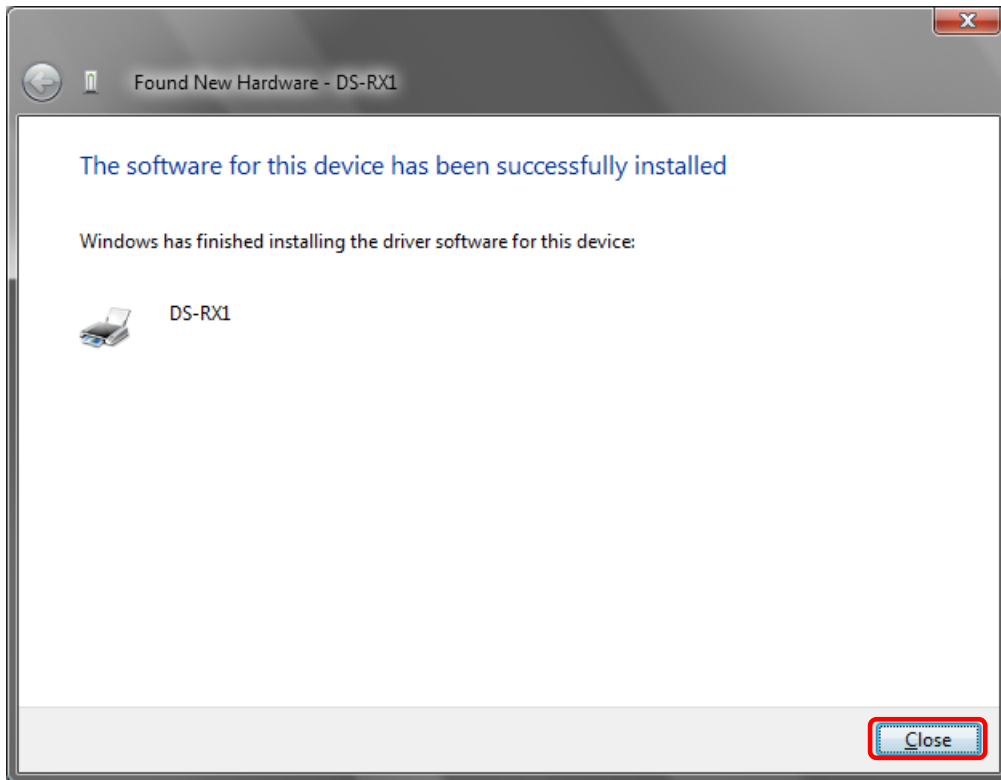 Found New Hardware - DS-RX1
The software for this device has been successfully installed
Windows has finished installing the driver software for this device:
DS-RX1
Close